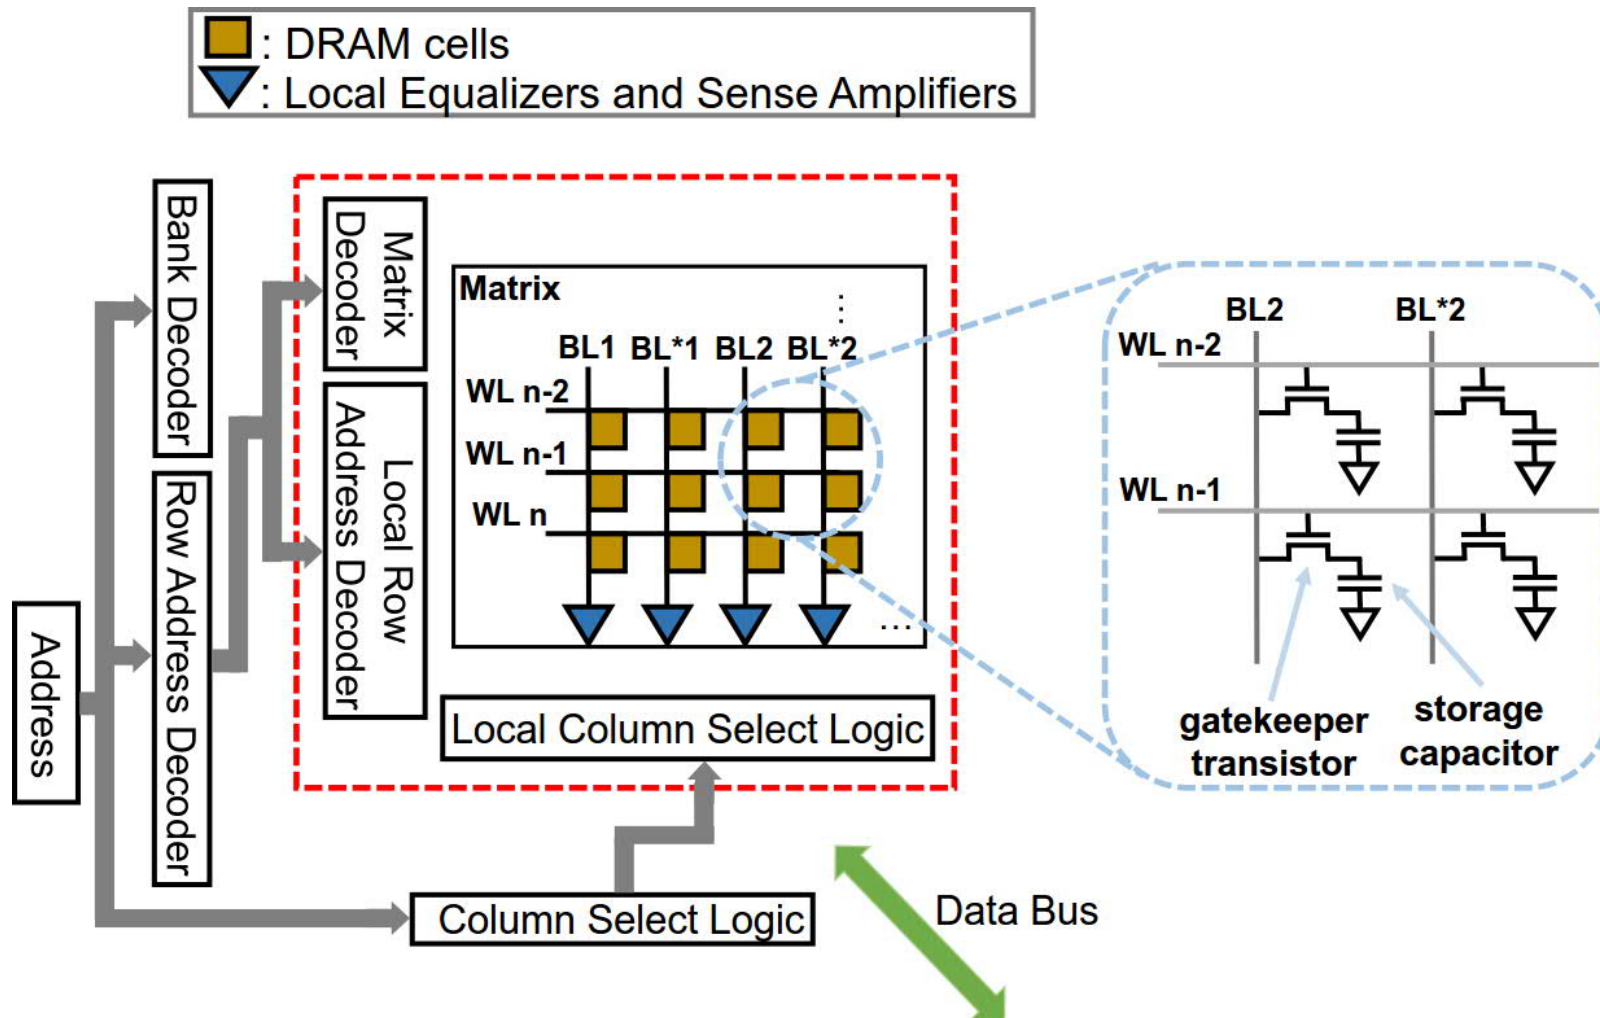 : DRAM cells
: Local Equalizers and Sense Amplifiers
Bank Decoder
Matrix
Decoder
Matrix
⋮
BL1 BL*1 BL2 BL*2
WL n-2
WL n-1
WL n
...
Local Row
Address Decoder
Row Address Decoder
Address
Local Column Select Logic
Column Select Logic
Data Bus
BL2 BL*2
WL n-2
WL n-1
gatekeeper
transistor
storage
capacitor